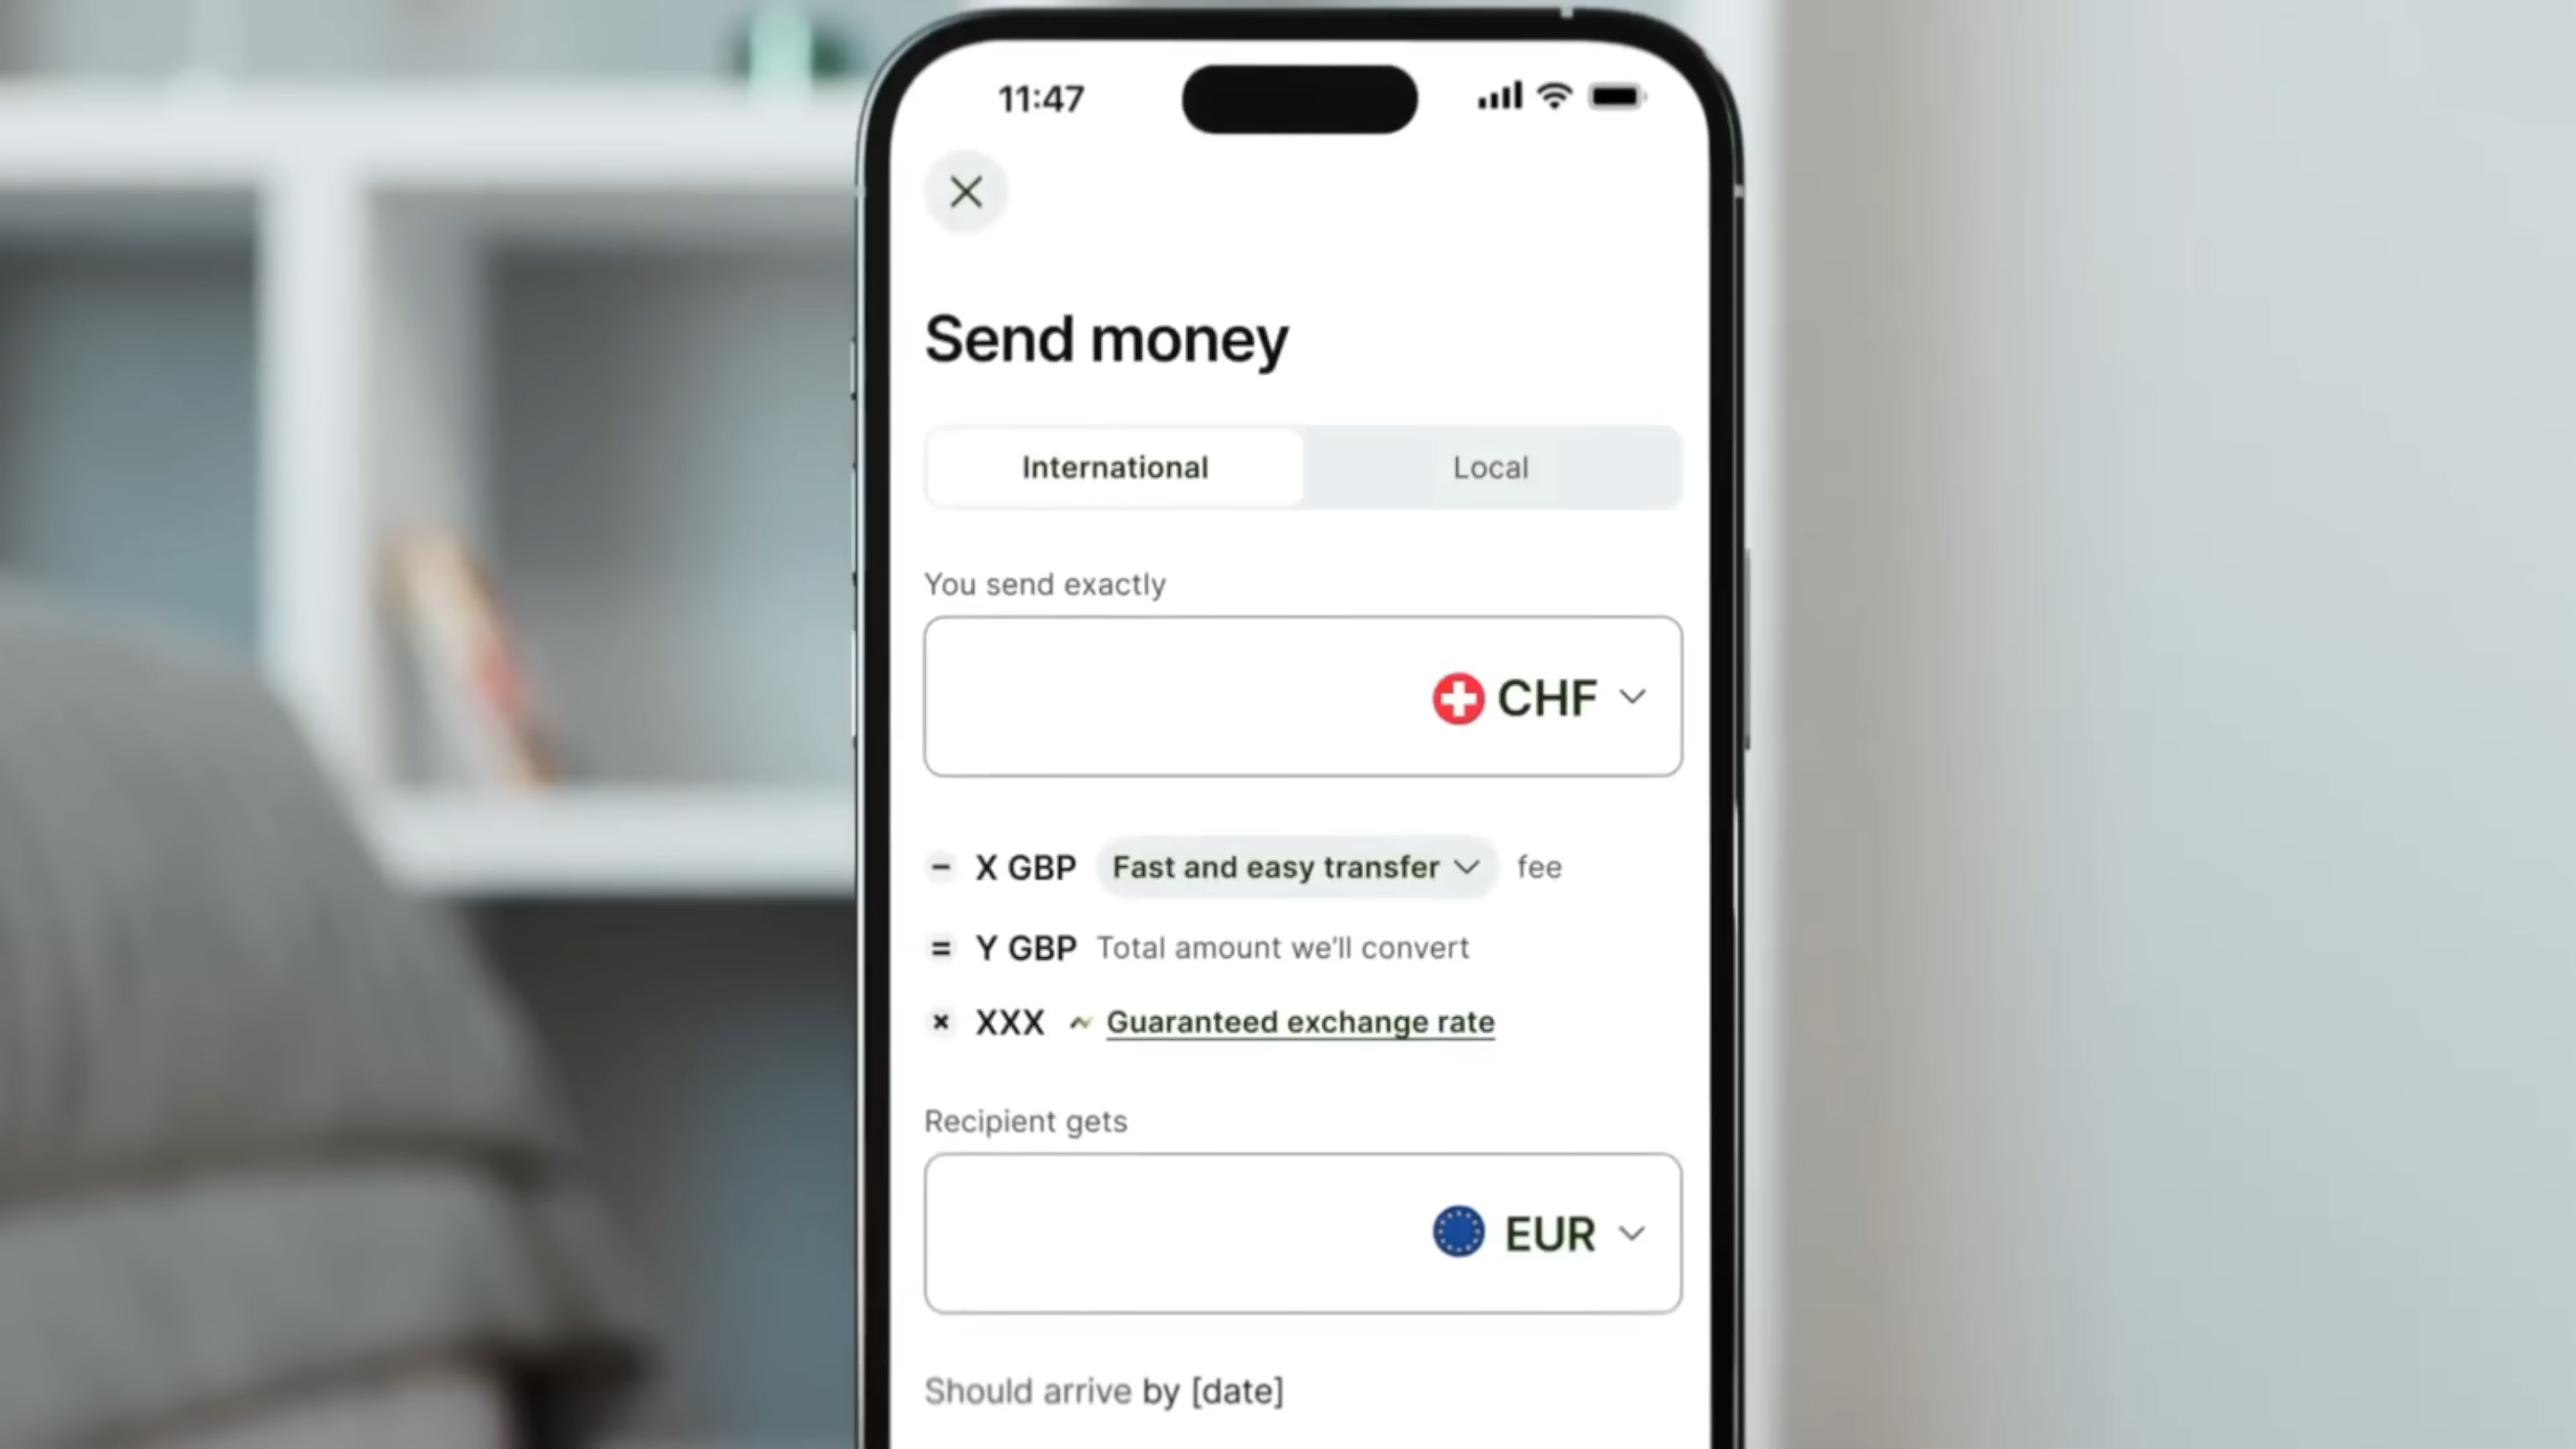 11:47
Send money
International Local
You send exactly
CHF
− X GBP Fast and easy transfer fee
= Y GBP Total amount we'll convert
× XXX Guaranteed exchange rate
Recipient gets
EUR
Should arrive by [date]